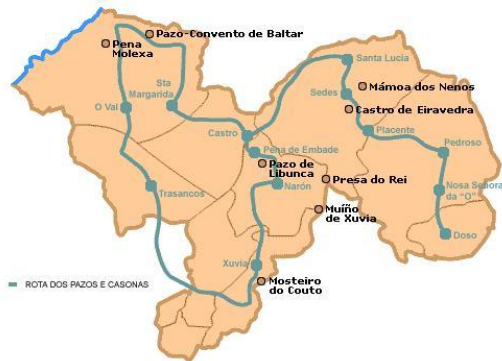 Pazo-Convento de Baltar
Pena
Molexa
Sta
Margarida
O Val
Santa Lucía
Sedes
Mámoa dos Nenos
Castro de Eiravedra
Placente
Castro
Pena de Embade
Pedroso
Pazo de
Libunca
Narón
Presa do Rei
Trasancos
Nosa Señora
da "O"
Muíño
de Xuvia
Doso
Xuvia
Mosteiro
do Couto
ROTA DOS PAZOS E CASONAS